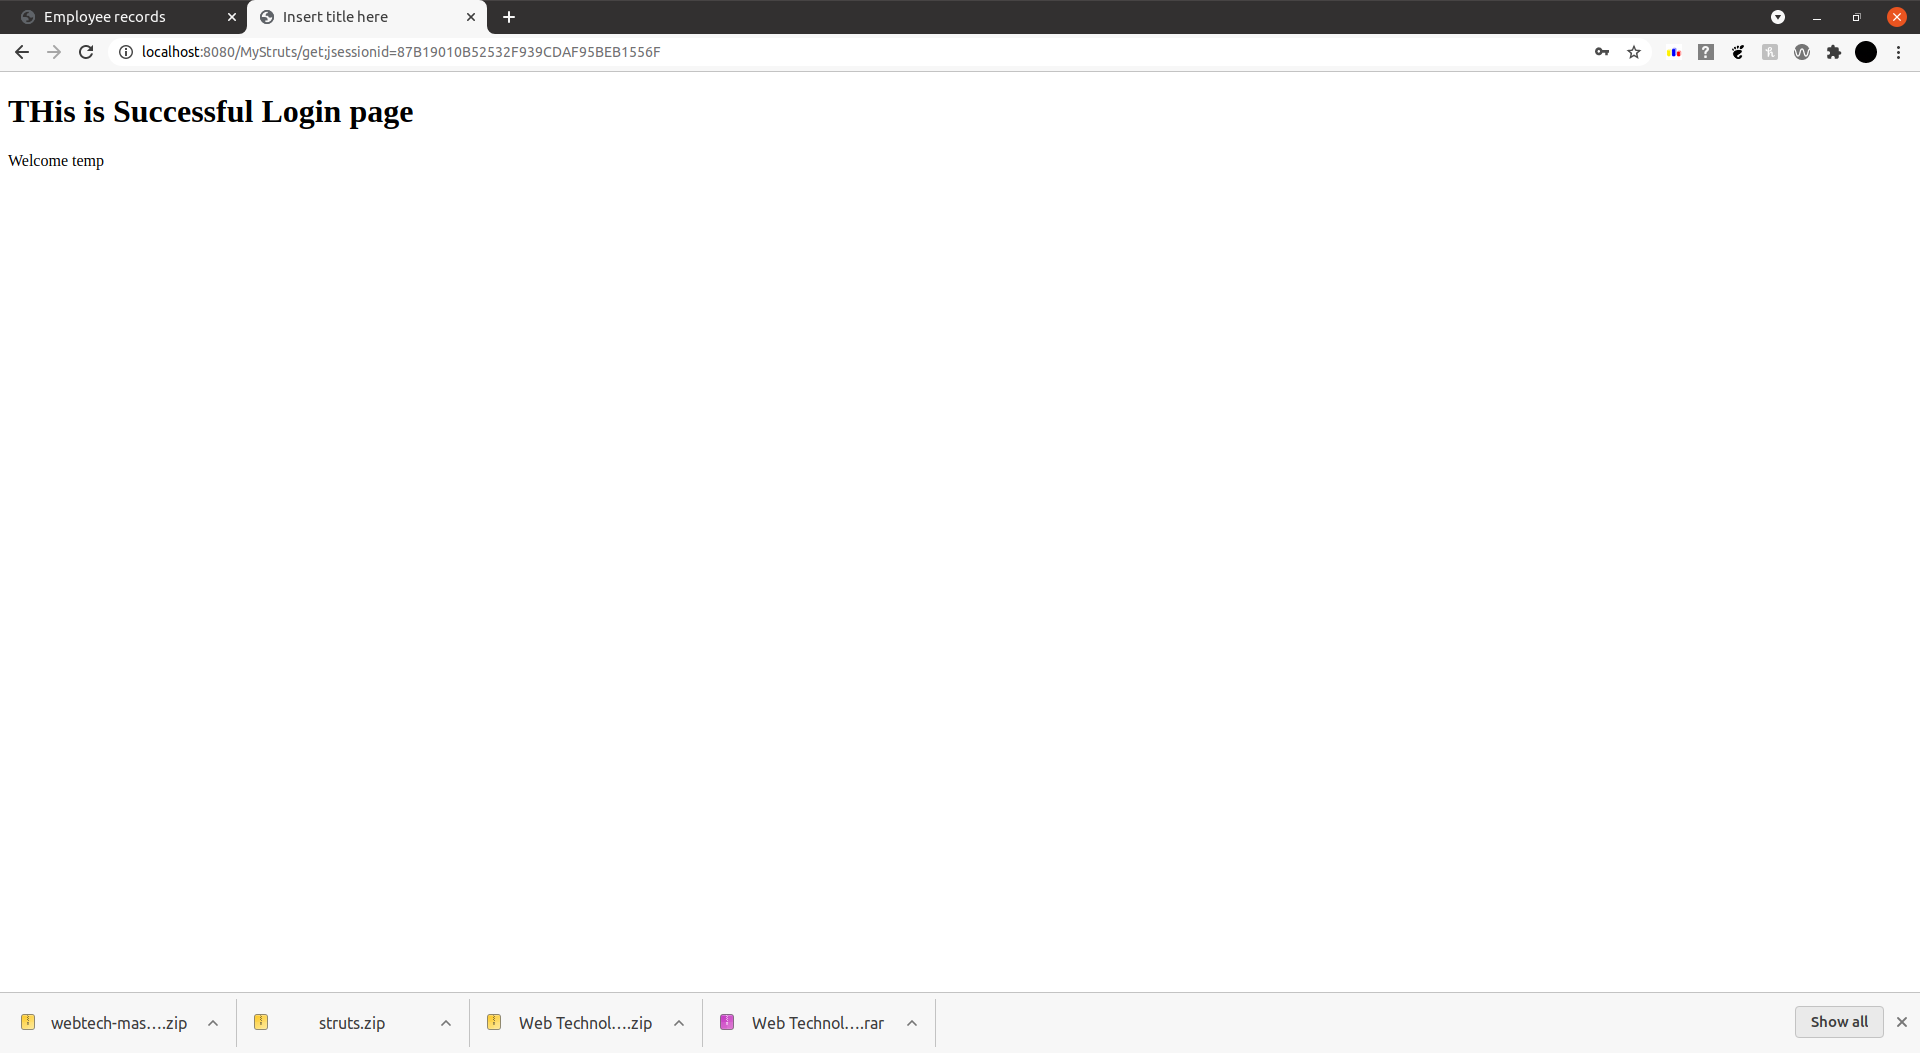 Employee records
Insert title here
localhost:8080/MyStruts/get;jsessionid=87B19010B52532F939CDAF95BEB1556F
THis is Successful Login page
Welcome temp
webtech-mas....zip
struts.zip
Web Technol....zip
Web Technol....rar
Show all